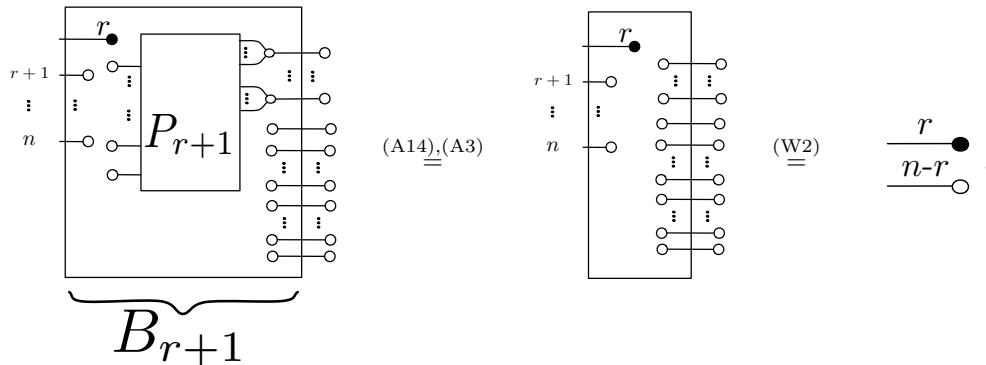 r
r + 1
⋮
n
P_{r+1}
B_{r+1}
(A14),(A3)
=
r
r + 1
⋮
n
(W2)
=
r
n-r